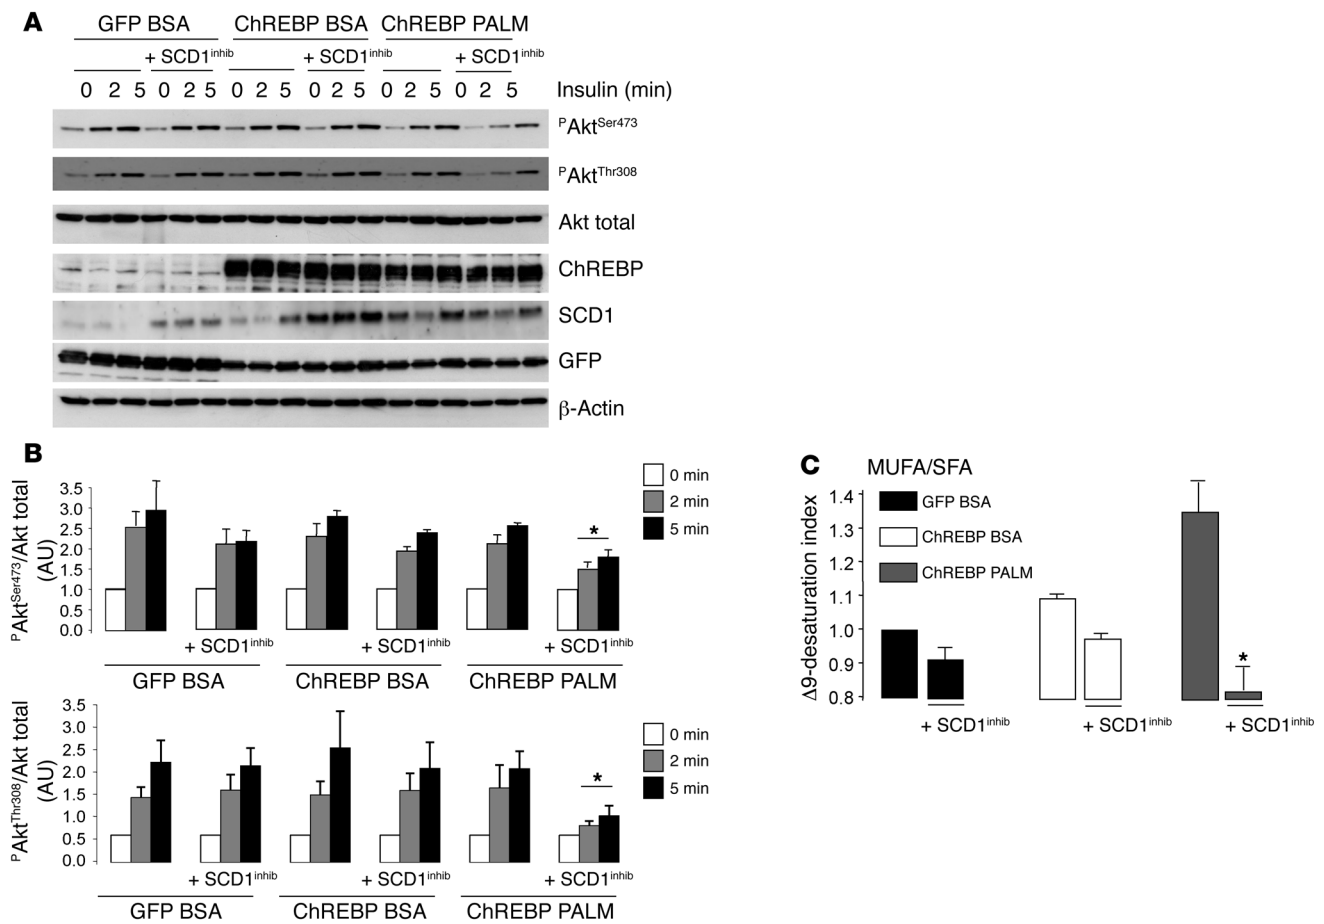 A
GFP BSA ChREBP BSA ChREBP PALM
+ SCD1inhib + SCD1inhib + SCD1inhib
0 2 5 0 2 5 0 2 5 0 2 5 0 2 5 0 2 5 Insulin (min)
PAktSer473
PAktThr308
Akt total
ChREBP
SCD1
GFP
β-Actin
B
PAktSer473/Akt total
(AU)
3.5
3.0
2.5
2.0
1.5
1.0
0.5
0.0
*
0 min
2 min
5 min
+ SCD1inhib + SCD1inhib + SCD1inhib
GFP BSA ChREBP BSA ChREBP PALM
PAktThr308/Akt total
(AU)
3.5
3.0
2.5
2.0
1.5
1.0
0.5
0.0
*
0 min
2 min
5 min
+ SCD1inhib + SCD1inhib + SCD1inhib
GFP BSA ChREBP BSA ChREBP PALM
C
MUFA/SFA
Δ9-desaturation index
1.4
1.3
1.2
1.1
1.0
0.9
0.8
GFP BSA
ChREBP BSA
ChREBP PALM
*
+ SCD1inhib + SCD1inhib + SCD1inhib